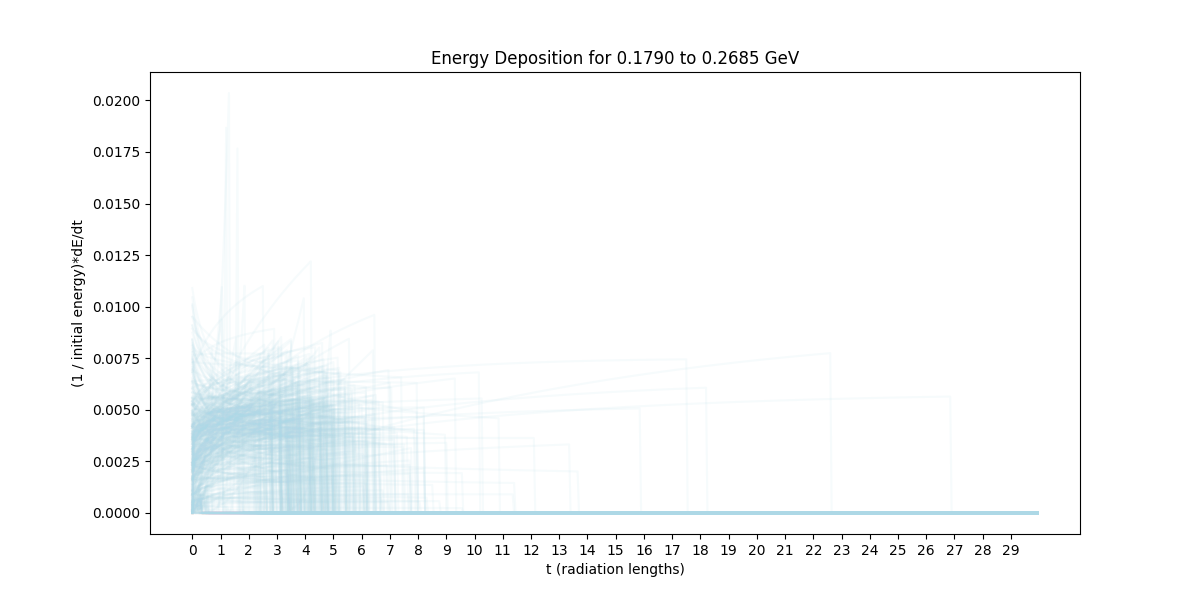 Energy Deposition for 0.1790 to 0.2685 GeV
0.0200
0.0175
0.0150
0.0125
0.0100
0.0075
0.0050
0.0025
0.0000
(1 / initial energy)*dE/dt
0 1 2 3 4 5 6 7 8 9 10 11 12 13 14 15 16 17 18 19 20 21 22 23 24 25 26 27 28 29
t (radiation lengths)